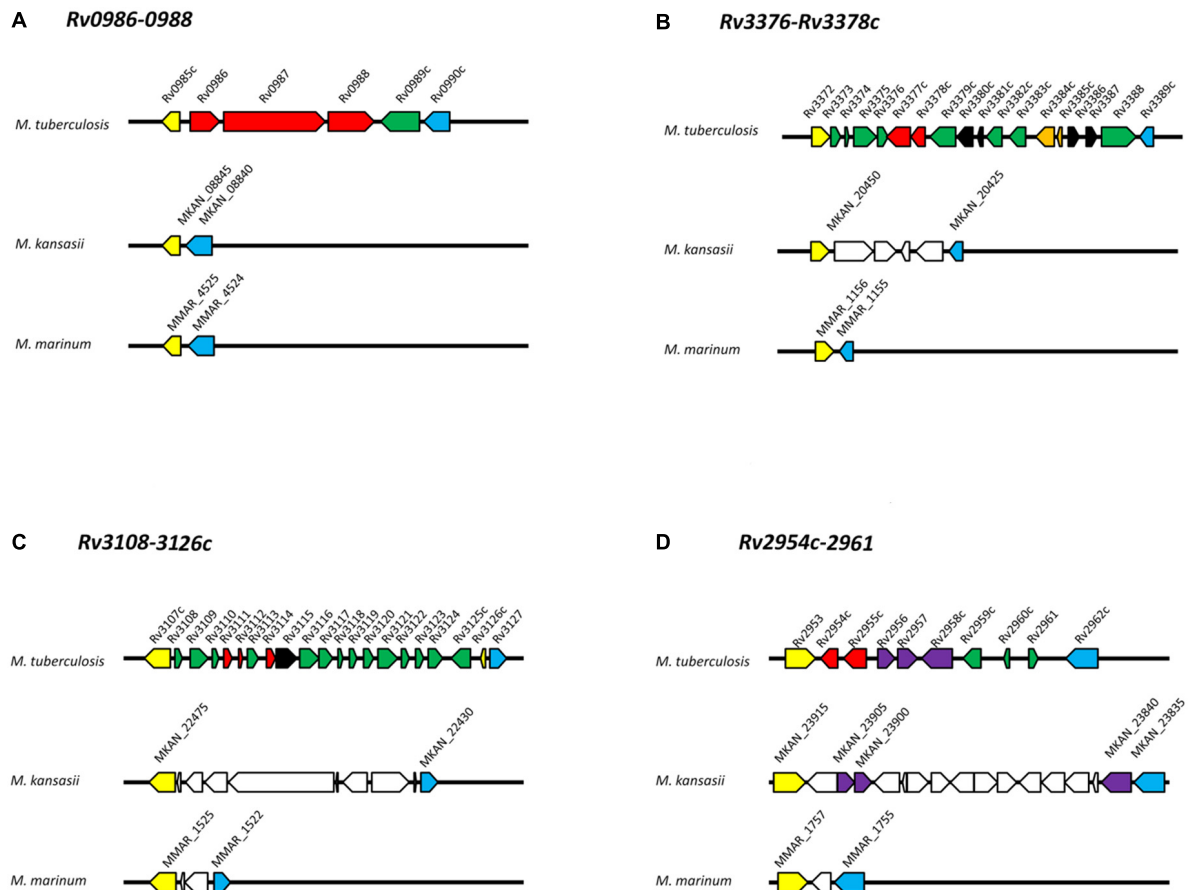 A Rv0986-0988
Rv0985c Rv0986 Rv0987 Rv0988 Rv0989c Rv0990c
M. tuberculosis
MKAN_08845 MKAN_08840
M. kansasii
MMAR_4525 MMAR_4524
M. marinum
B Rv3376-Rv3378c
Rv3372 Rv3373 Rv3374 Rv3375 Rv3376 Rv3377c Rv3378c Rv3379c Rv3380c Rv3381c Rv3382c Rv3383c Rv3384c Rv3385c Rv3386 Rv3387 Rv3388 Rv3389c
M. tuberculosis
MKAN_20450 MKAN_20425
M. kansasii
MMAR_1156 MMAR_1155
M. marinum
C Rv3108-3126c
Rv3107c Rv3108 Rv3109 Rv3110 Rv3111 Rv3112 Rv3113 Rv3114 Rv3115 Rv3116 Rv3117 Rv3118 Rv3119 Rv3120 Rv3121 Rv3122 Rv3123 Rv3124 Rv3125c Rv3126c Rv3127
M. tuberculosis
MKAN_22475 MKAN_22430
M. kansasii
MMAR_1525 MMAR_1522
M. marinum
D Rv2954c-2961
Rv2953 Rv2954c Rv2955c Rv2956 Rv2957 Rv2958c Rv2959c Rv2960c Rv2961 Rv2962c
M. tuberculosis
MKAN_23915 MKAN_23905 MKAN_23900 MKAN_23840 MKAN_23835
M. kansasii
MMAR_1757 MMAR_1755
M. marinum